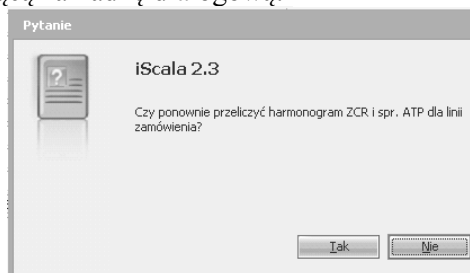 Pytanie
iScala 2.3
Czy ponownie przeliczyć harmonogram ZCR i spr. ATP dla linii
zamówienia?
Tak
Nie